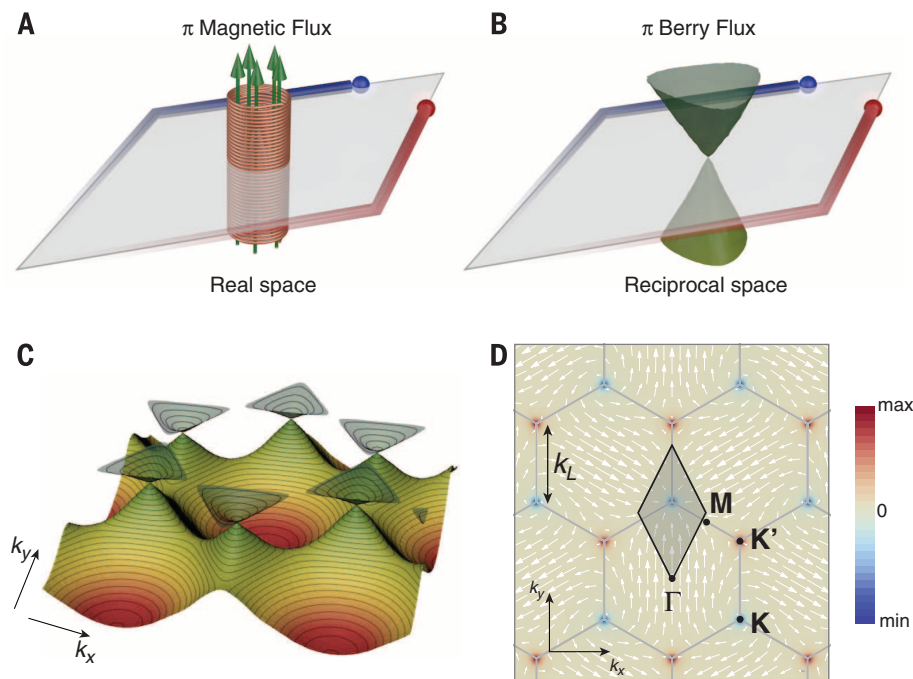 A
π Magnetic Flux
Real space
B
π Berry Flux
Reciprocal space
C
k_y
k_x
D
k_L
M
K'
Γ
K
k_y
k_x
max
0
min